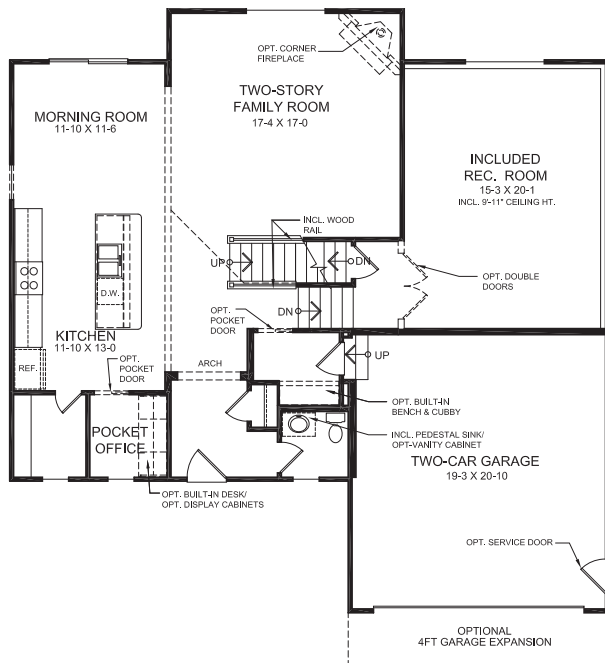 OPT. CORNER
FIREPLACE
TWO-STORY
FAMILY ROOM
17-4 X 17-0
MORNING ROOM
11-10 X 11-6
INCLUDED
REC. ROOM
15-3 X 20-1
INCL. 9'-11" CEILING HT.
INCL. WOOD
RAIL
UP
DN
OPT. DOUBLE
DOORS
D.W.
DN
OPT.
POCKET
DOOR
KITCHEN
11-10 X 13-0
REF.
OPT.
POCKET
DOOR
ARCH
UP
OPT. BUILT-IN
BENCH & CUBBY
POCKET
OFFICE
INCL. PEDESTAL SINK/
OPT-VANITY CABINET
TWO-CAR GARAGE
19-3 X 20-10
OPT. BUILT-IN DESK/
OPT. DISPLAY CABINETS
OPT. SERVICE DOOR
OPTIONAL
4FT GARAGE EXPANSION